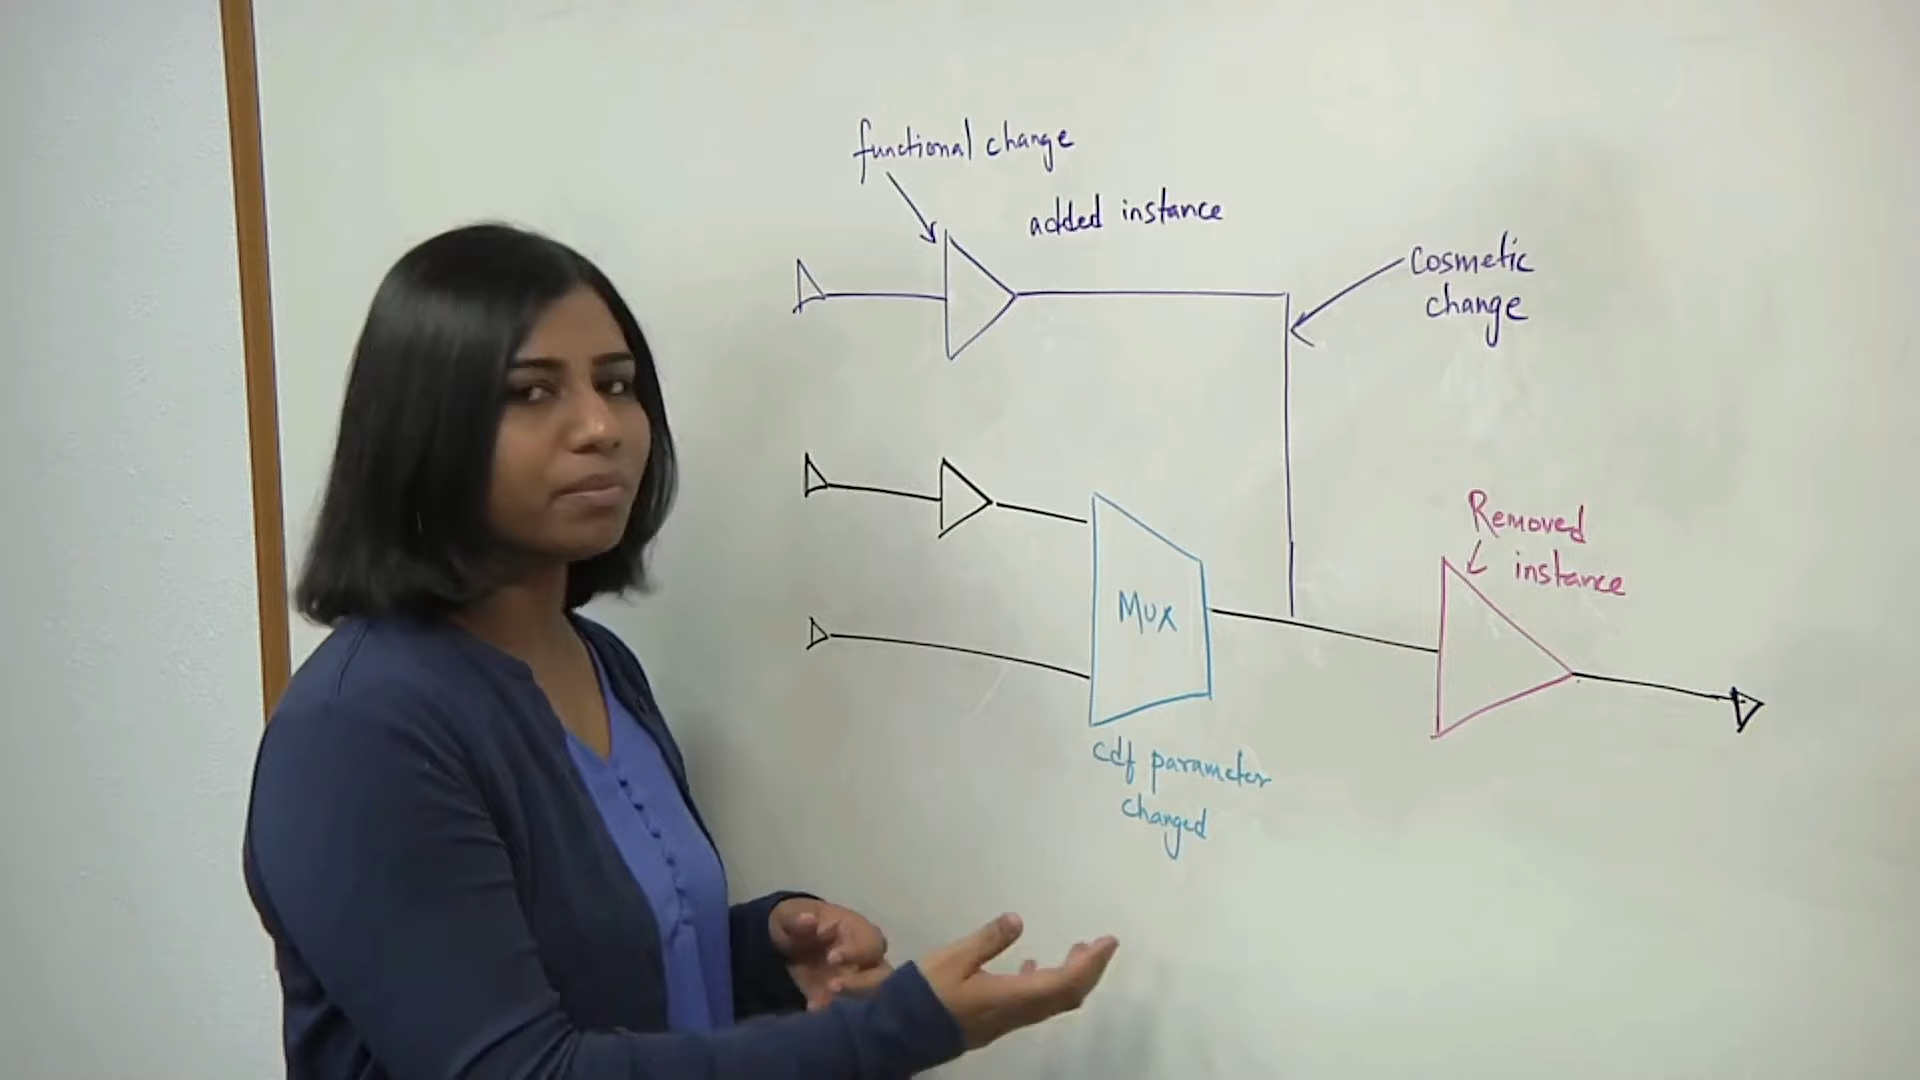 functional change
added instance
Cosmetic
change
Removed
instance
Mux
cdf parameter
changed